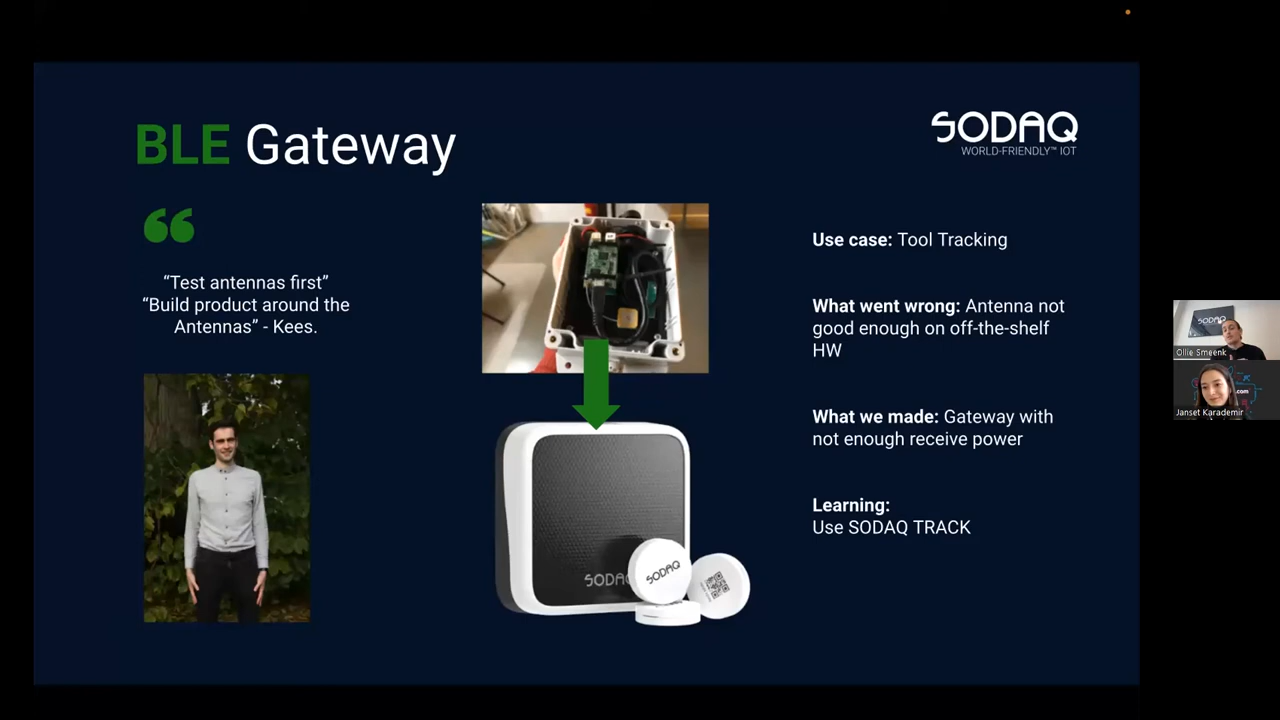 BLE Gateway
SODAQ
WORLD-FRIENDLY™ IOT
“Test antennas first”
“Build product around the
Antennas” - Kees.
Use case: Tool Tracking
What went wrong: Antenna not
good enough on off-the-shelf
HW
What we made: Gateway with
not enough receive power
Learning:
Use SODAQ TRACK
SODAQ
SODAQ
SODAQ
Ollie Smeenk
.com
Janset Karademir